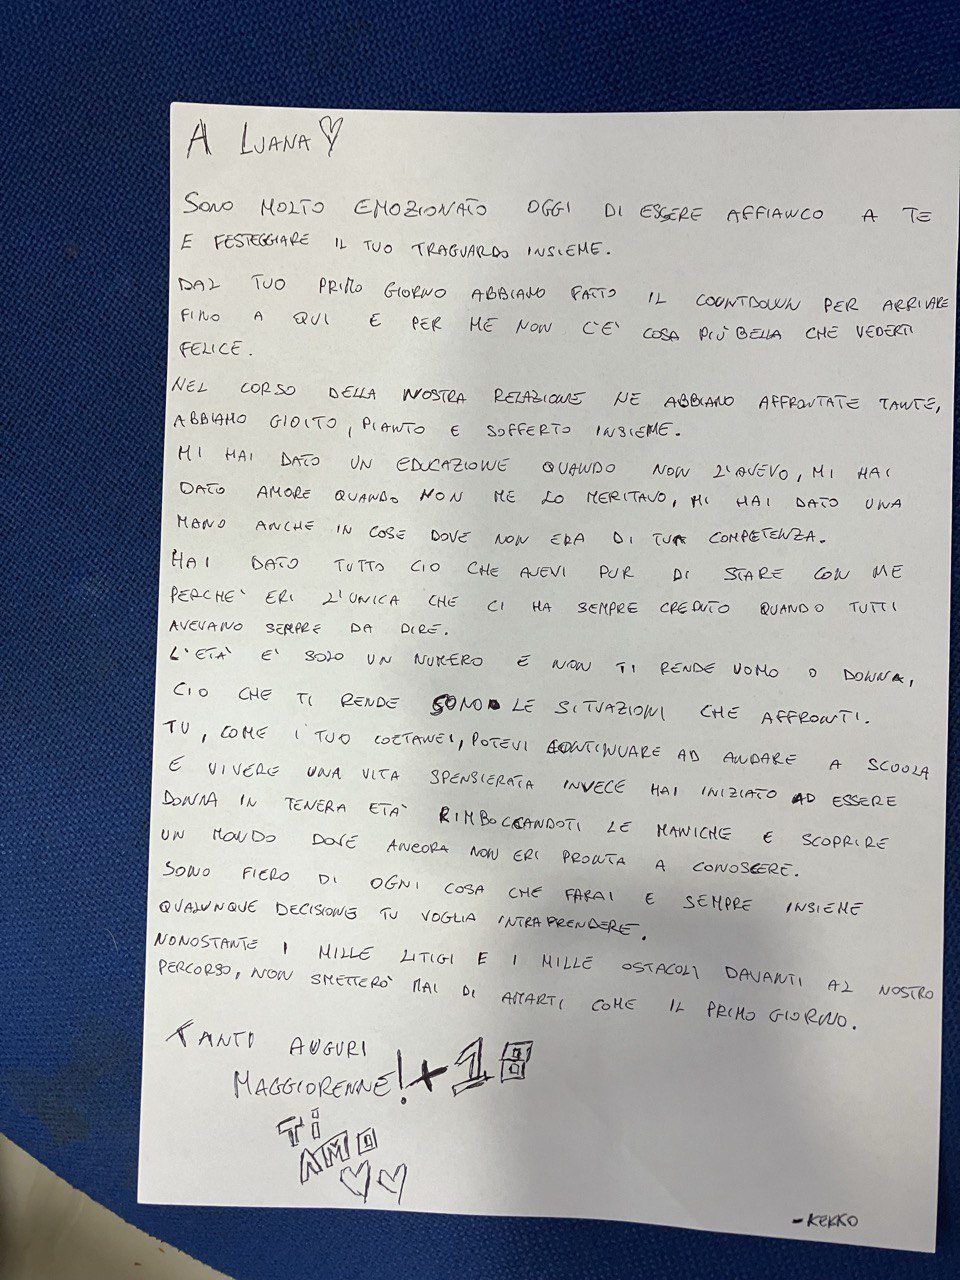 A LUANA
SONO MOLTO EMOZIONATO OGGI DI ESSERE AFFIANCO A TE
E FESTEGGIARE IL TUO TRAGUARDO INSIEME.
DAL TUO PRIMO GIORNO ABBIAMO FATTO IL COUNTDOWN PER ARRIVARE
FINO A QUI E PER ME NON C'E' COSA PIÙ BELLA CHE VEDERTI
FELICE.
NEL CORSO DELLA NOSTRA RELAZIONE NE ABBIAMO AFFRONTATE TANTE,
ABBIAMO GIOITO, PIANTO E SOFFERTO INSIEME.
MI HAI DATO UN EDUCAZIONE QUANDO NON L'AVEVO, MI HAI
DATO AMORE QUANDO NON ME LO MERITAVO, MI HAI DATO UNA
MANO ANCHE IN COSE DOVE NON ERA DI TUA COMPETENZA.
HAI DATO TUTTO CIO CHE AVEVI PUR DI STARE CON ME
PERCHE' ERI L'UNICA CHE CI HA SEMPRE CREDUTO QUANDO TUTTI
AVEVANO SEMPRE DA DIRE.
L'ETÀ E' SOLO UN NUMERO E NON TI RENDE UOMO O DONNA,
CIO CHE TI RENDE SONO LE SITUAZIONI CHE AFFRONTI.
TU, COME I TUO COETANEI, POTEVI CONTINUARE AD ANDARE A SCUOLA
E VIVERE UNA VITA SPENSIERATA INVECE HAI INIZIATO AD ESSERE
DONNA IN TENERA ETÀ RIMBOCCANDOTI LE MANICHE E SCOPRIRE
UN MONDO DOVE ANCORA NON ERI PRONTA A CONOSCERE.
SONO FIERO DI OGNI COSA CHE FARAI E SEMPRE INSIEME
QUALUNQUE DECISIONE TU VOGLIA INTRAPRENDERE.
NONOSTANTE I MILLE LITIGI E I MILLE OSTACOLI DAVANTI AL NOSTRO
PERCORSO, NON SMETTERO' MAI DI AMARTI COME IL PRIMO GIORNO.
TANTI AUGURI
MAGGIORENNE! +18
TI
AMO
-KEKKO